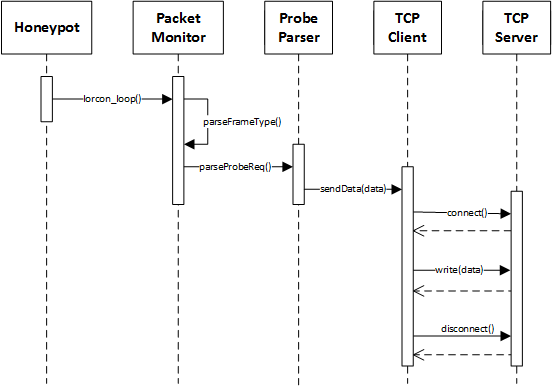 Honeypot
Packet
Monitor
Probe
Parser
TCP
Client
TCP
Server
lorcon_loop()
parseFrameType()
parseProbeReq()
sendData(data)
connect()
write(data)
disconnect()